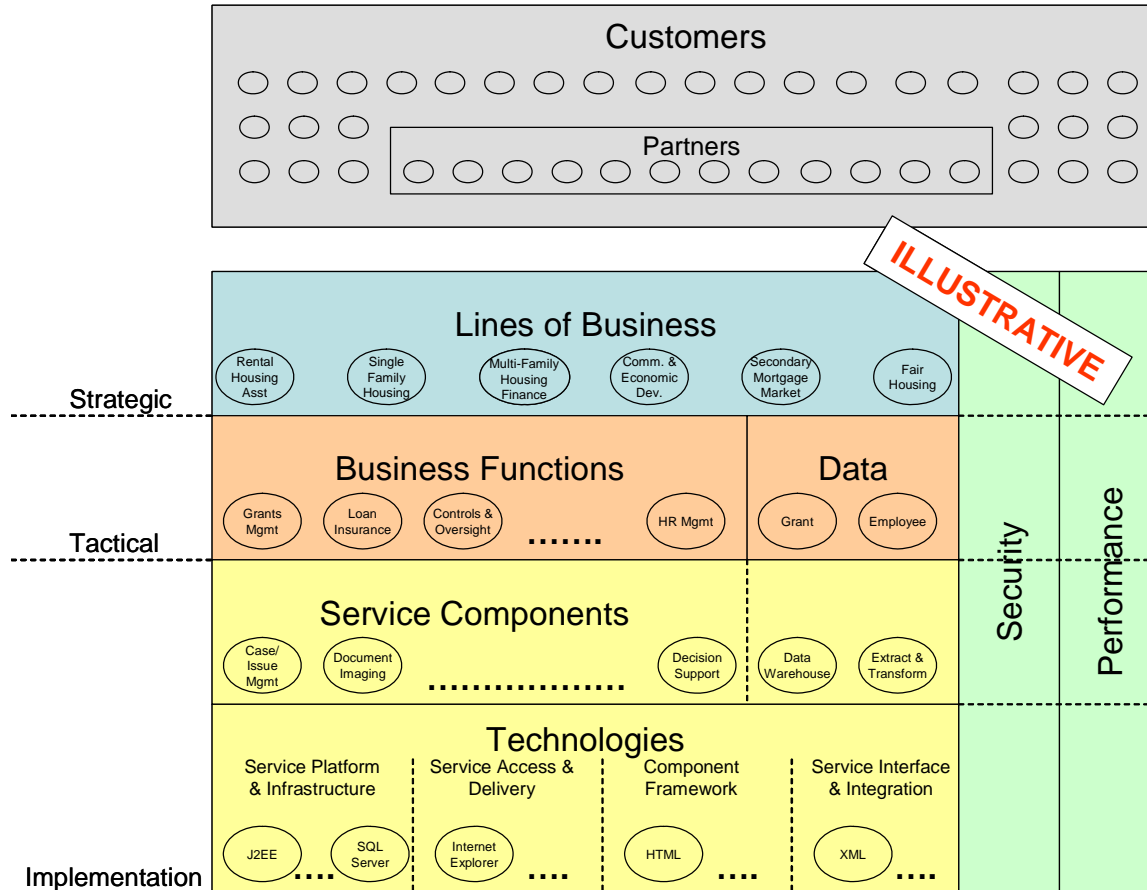 Customers
Partners
ILLUSTRATIVE
Lines of Business
Rental
Housing
Asst
Single
Family
Housing
Multi-Family
Housing
Finance
Comm. &
Economic
Dev.
Secondary
Mortgage
Market
Fair
Housing
Strategic
Business Functions
Data
Grants
Mgmt
Loan
Insurance
Controls &
Oversight
.......
HR Mgmt
Grant
Employee
Tactical
Security
Performance
Service Components
Case/
Issue
Mgmt
Document
Imaging
..................
Decision
Support
Data
Warehouse
Extract &
Transform
Technologies
Service Platform
& Infrastructure
Service Access &
Delivery
Component
Framework
Service Interface
& Integration
J2EE
....
SQL
Server
Internet
Explorer
....
HTML
....
XML
....
Implementation